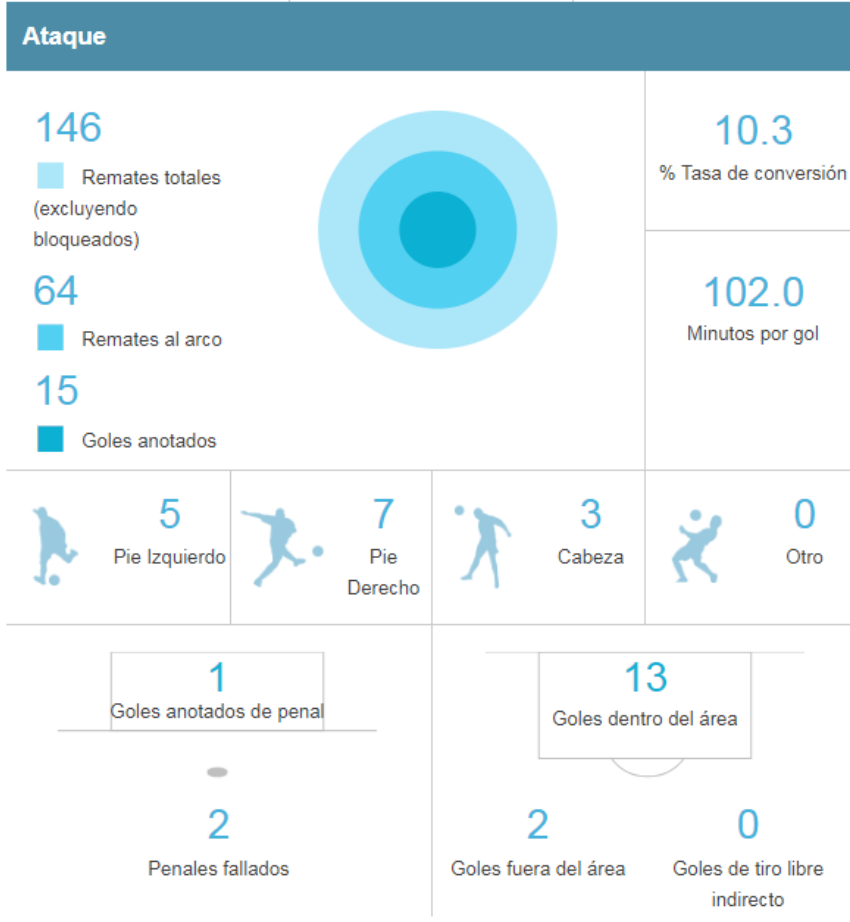 Ataque
146
Remates totales
(excluyendo
bloqueados)
64
Remates al arco
15
Goles anotados
10.3
% Tasa de conversión
102.0
Minutos por gol
5
Pie Izquierdo
7
Pie
Derecho
3
Cabeza
0
Otro
1
Goles anotados de penal
2
Penales fallados
13
Goles dentro del área
2
Goles fuera del área
0
Goles de tiro libre
indirecto